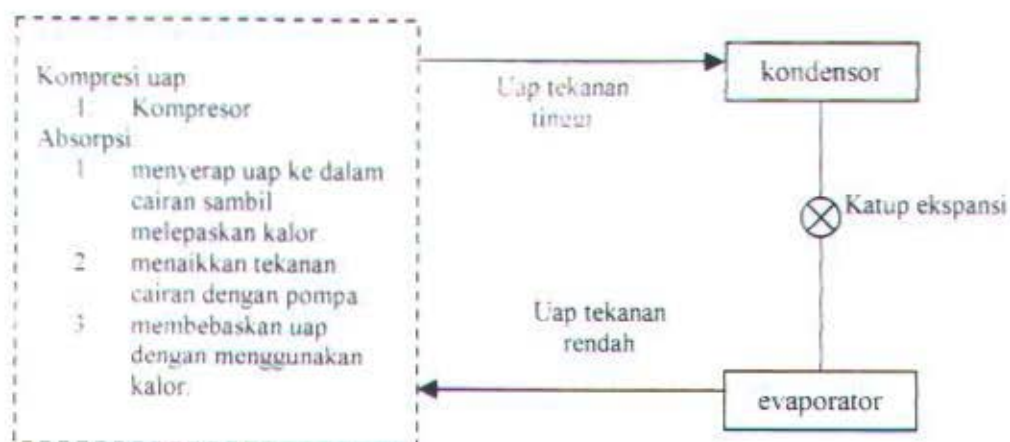 Kompresi uap
1. Kompresor
Absorpsi
1 menyerap uap ke dalam
cairan sambil
melepaskan kalor
2 menaikkan tekanan
cairan dengan pompa
3 membebaskan uap
dengan menggunakan
kalor.
Uap tekanan
tinggi
kondensor
Katup ekspansi
Uap tekanan
rendah
evaporator